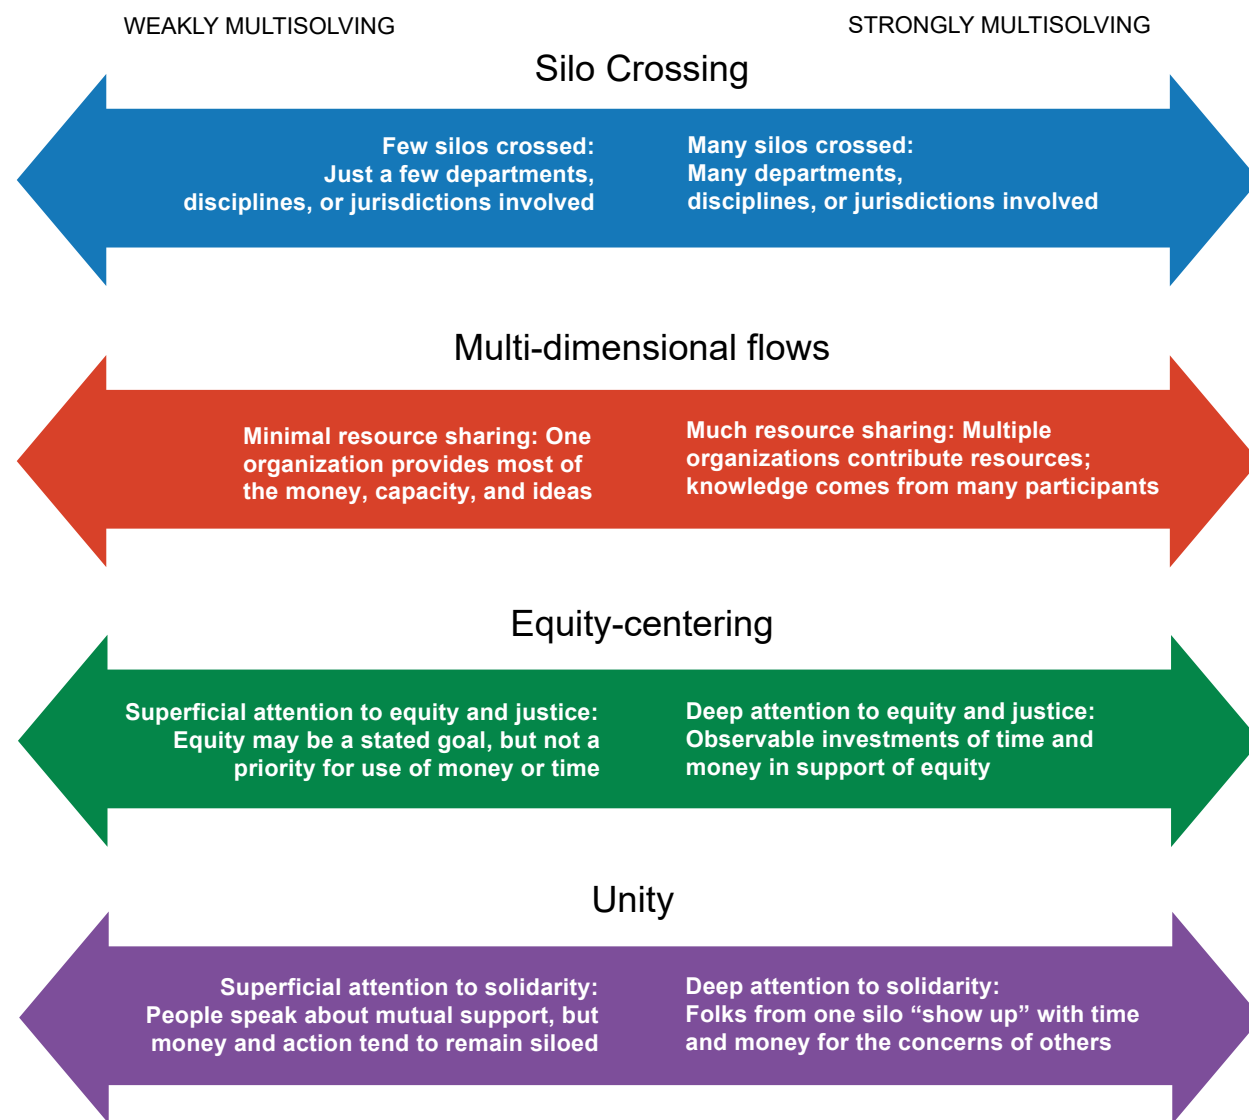 WEAKLY MULTISOLVING
STRONGLY MULTISOLVING
Silo Crossing
Few silos crossed:
Just a few departments,
disciplines, or jurisdictions involved
Many silos crossed:
Many departments,
disciplines, or jurisdictions involved
Multi-dimensional flows
Minimal resource sharing: One
organization provides most of
the money, capacity, and ideas
Much resource sharing: Multiple
organizations contribute resources;
knowledge comes from many participants
Equity-centering
Superficial attention to equity and justice:
Equity may be a stated goal, but not a
priority for use of money or time
Deep attention to equity and justice:
Observable investments of time and
money in support of equity
Unity
Superficial attention to solidarity:
People speak about mutual support, but
money and action tend to remain siloed
Deep attention to solidarity:
Folks from one silo “show up” with time
and money for the concerns of others